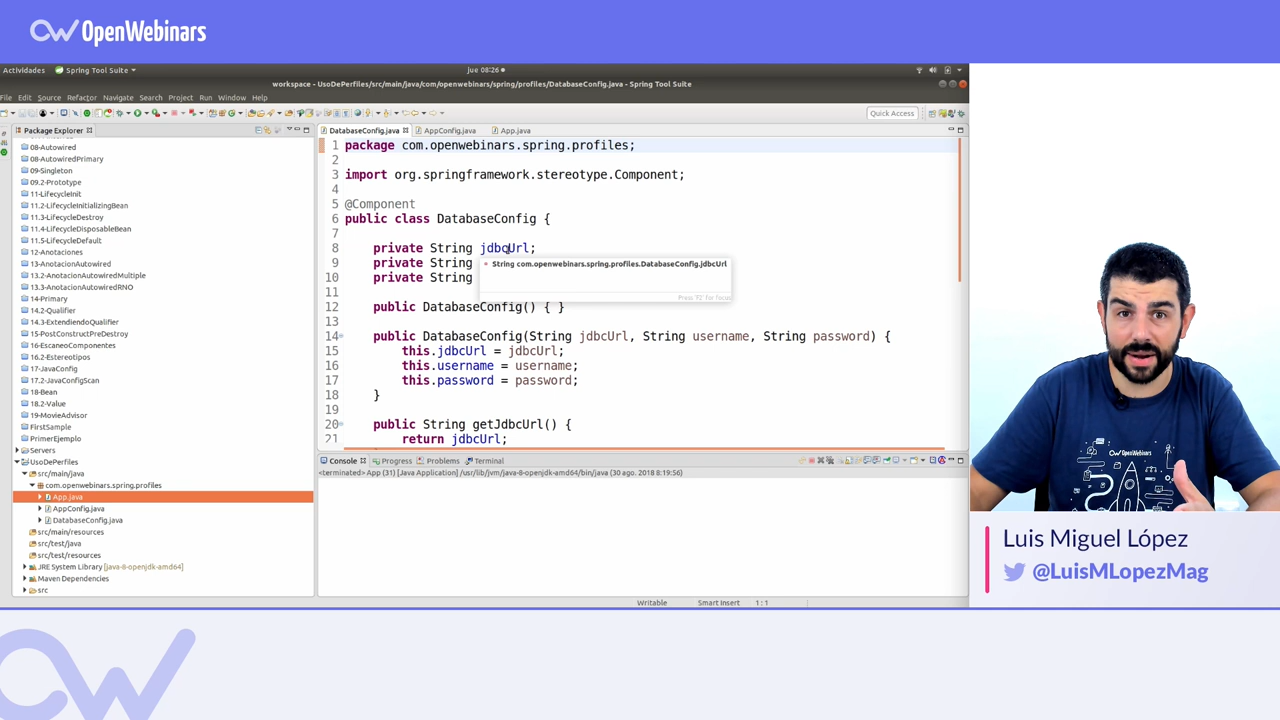 OpenWebinars
Actividades
Spring Tool Suite
jue 08:26
workspace - UsoDePerfiles/src/main/java/com/openwebinars/spring/profiles/DatabaseConfig.java - Spring Tool Suite
File Edit Source Refactor Navigate Search Project Run Window Help
Quick Access
Package Explorer
08-Autowired
08-AutowiredPrimary
09-Singleton
09.2-Prototype
11-LifecycleInit
11.2-LifecycleInitializingBean
11.3-LifecycleDestroy
11.4-LifecycleDisposableBean
11.5-LifecycleDefault
12-Anotaciones
13-AnotacionAutowired
13.2-AnotacionAutowiredMultiple
13.3-AnotacionAutowiredRNO
14-Primary
14.2-Qualifier
14.3-ExtendiendoQualifier
15-PostConstructPreDestroy
16-EscaneoComponentes
16.2-Estereotipos
17-JavaConfig
17.2-JavaConfigScan
18-Bean
18.2-Value
19-MovieAdvisor
FirstSample
PrimerEjemplo
Servers
UsoDePerfiles
src/main/java
com.openwebinars.spring.profiles
App.java
AppConfig.java
DatabaseConfig.java
src/main/resources
src/test/java
src/test/resources
JRE System Library [java-8-openjdk-amd64]
Maven Dependencies
src
DatabaseConfig.java AppConfig.java App.java
1 package com.openwebinars.spring.profiles;
2
3 import org.springframework.stereotype.Component;
4
5 @Component
6 public class DatabaseConfig {
7
8 private String jdbcUrl;
9 private String
10 private String
String com.openwebinars.spring.profiles.DatabaseConfig.jdbcUrl
Press 'F2' for focus
11
12 public DatabaseConfig() { }
13
14 public DatabaseConfig(String jdbcUrl, String username, String password) {
15 this.jdbcUrl = jdbcUrl;
16 this.username = username;
17 this.password = password;
18 }
19
20 public String getJdbcUrl() {
21 return jdbcUrl;
Console Progress Problems Terminal
<terminated> App (31) [Java Application] /usr/lib/jvm/java-8-openjdk-amd64/bin/java (30 ago. 2018 8:19:56)
Writable Smart Insert 1 : 1
OpenWebinars
Luis Miguel López
@LuisMLopezMag